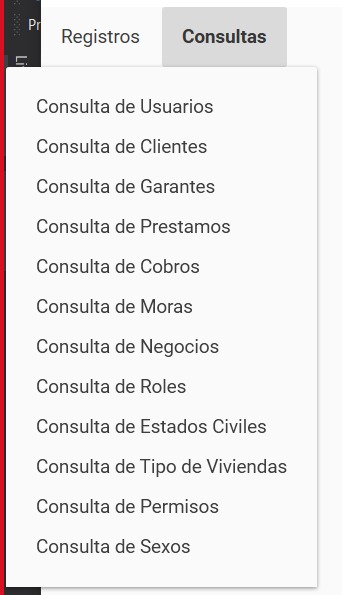 Pr
Registros Consultas
Consulta de Usuarios
Consulta de Clientes
Consulta de Garantes
Consulta de Prestamos
Consulta de Cobros
Consulta de Moras
Consulta de Negocios
Consulta de Roles
Consulta de Estados Civiles
Consulta de Tipo de Viviendas
Consulta de Permisos
Consulta de Sexos